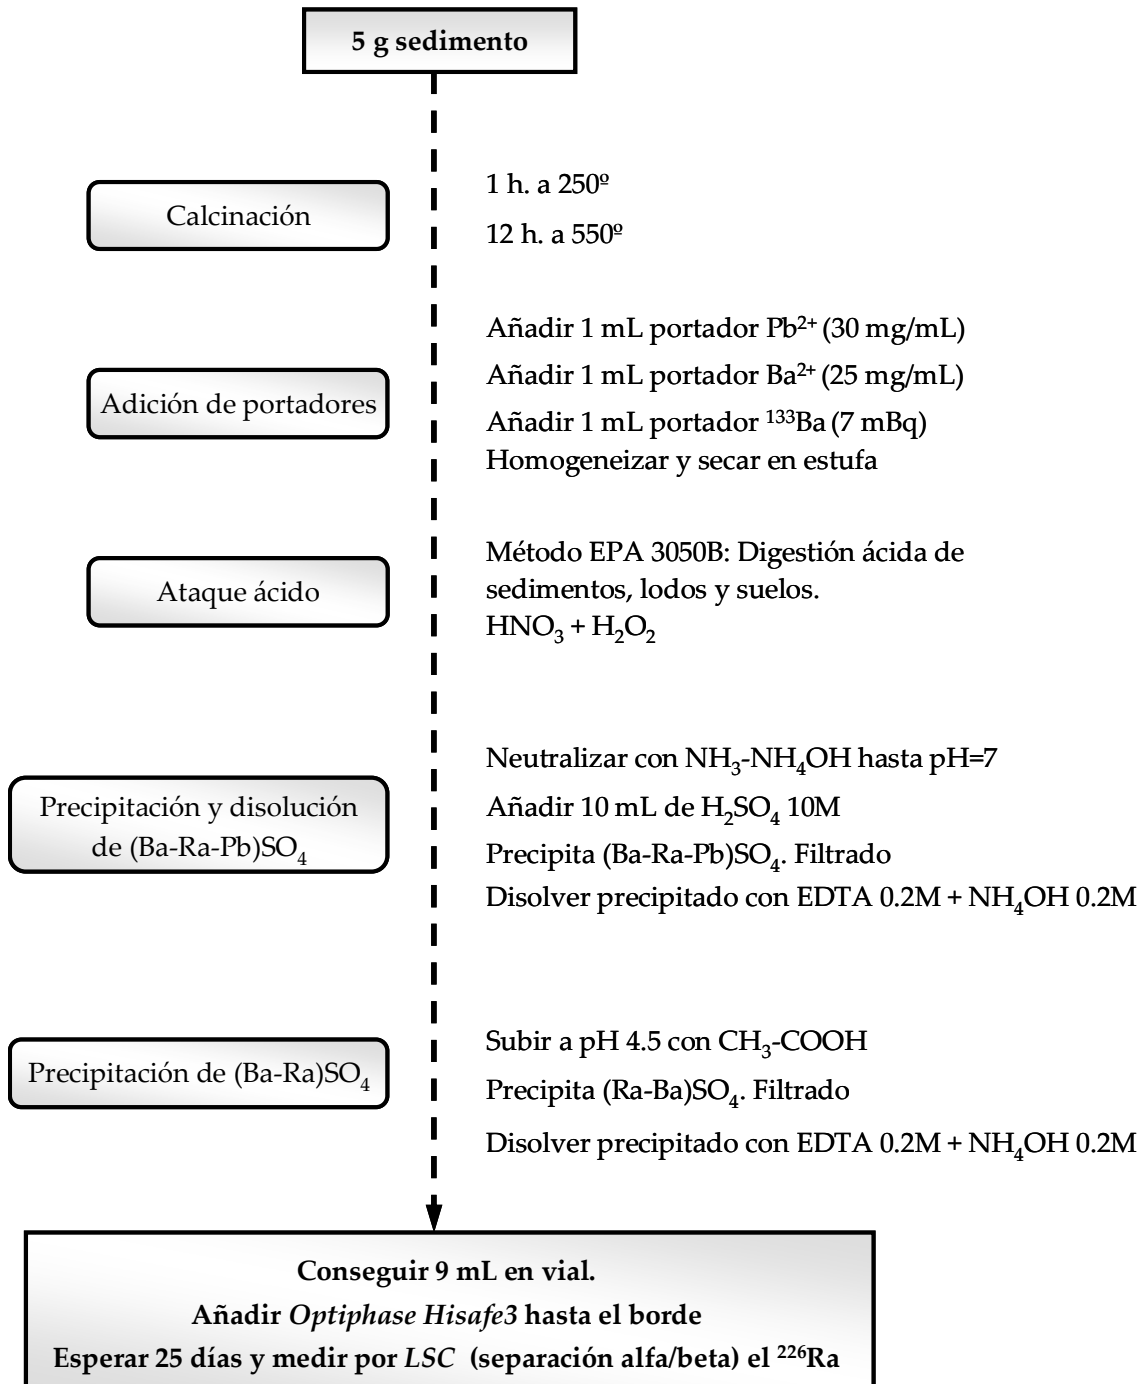 5 g sedimento
Calcinación
1 h. a 250º
12 h. a 550º
Adición de portadores
Añadir 1 mL portador Pb²⁺ (30 mg/mL)
Añadir 1 mL portador Ba²⁺ (25 mg/mL)
Añadir 1 mL portador ¹³³Ba (7 mBq)
Homogeneizar y secar en estufa
Ataque ácido
Método EPA 3050B: Digestión ácida de
sedimentos, lodos y suelos.
HNO₃ + H₂O₂
Precipitación y disolución
de (Ba-Ra-Pb)SO₄
Neutralizar con NH₃-NH₄OH hasta pH=7
Añadir 10 mL de H₂SO₄ 10M
Precipita (Ba-Ra-Pb)SO₄. Filtrado
Disolver precipitado con EDTA 0.2M + NH₄OH 0.2M
Precipitación de (Ba-Ra)SO₄
Subir a pH 4.5 con CH₃-COOH
Precipita (Ra-Ba)SO₄. Filtrado
Disolver precipitado con EDTA 0.2M + NH₄OH 0.2M
Conseguir 9 mL en vial.
Añadir Optiphase Hisafe3 hasta el borde
Esperar 25 días y medir por LSC (separación alfa/beta) el ²²⁶Ra